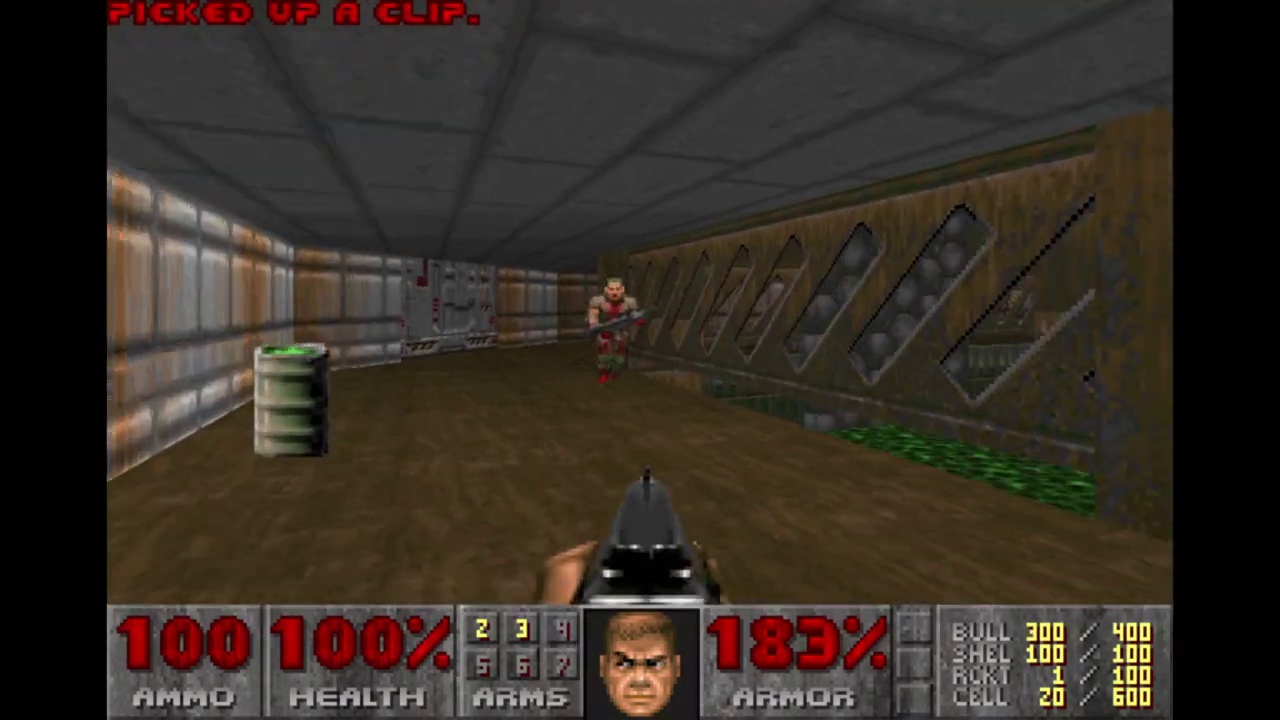 PICKED UP A CLIP.
100 100% 2 3 4 183% BULL 300 / 400
5 6 7 SHEL 100 / 100
RCKT 1 / 100
AMMO HEALTH ARMS ARMOR CELL 20 / 600